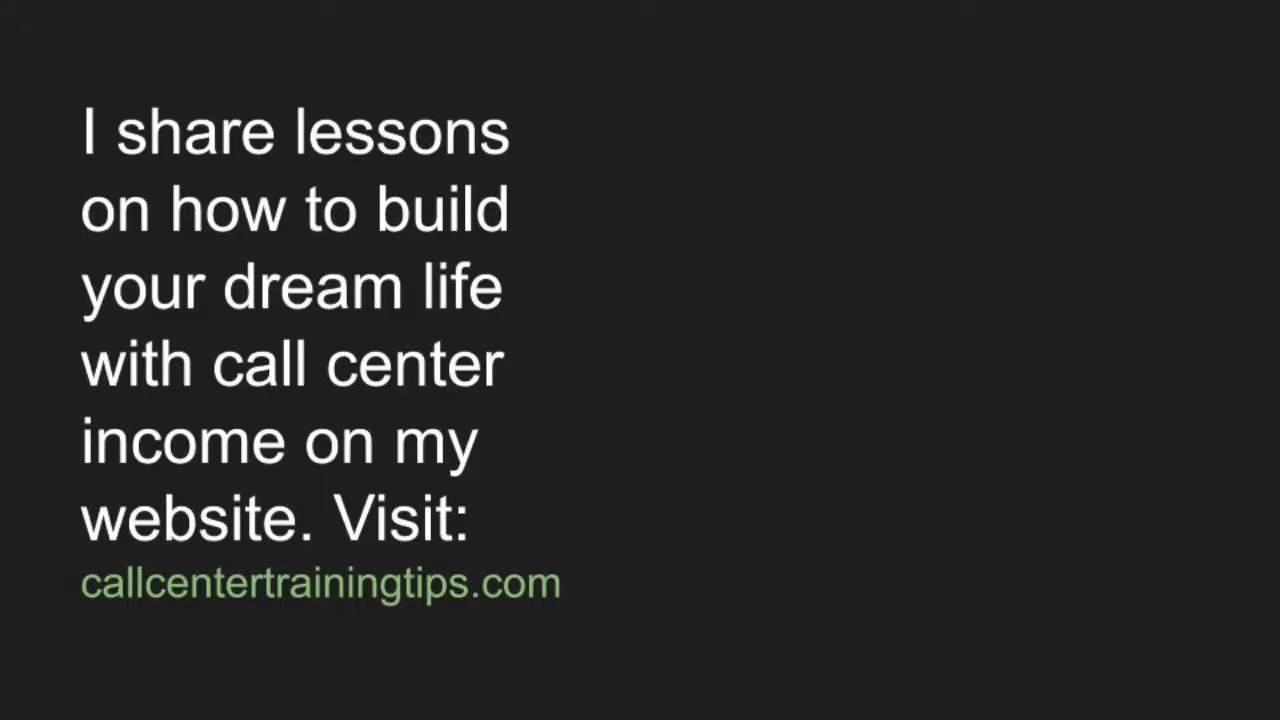 I share lessons
on how to build
your dream life
with call center
income on my
website. Visit:
callcentertrainingtips.com